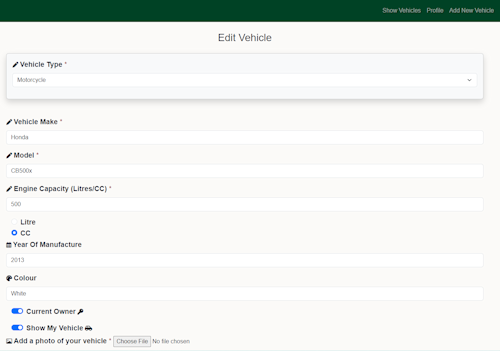 Show Vehicles Profile Add New Vehicle
Edit Vehicle
Vehicle Type *
Motorcycle
Vehicle Make *
Honda
Model *
CB500x
Engine Capacity (Litres/CC) *
500
Litre
CC
Year Of Manufacture
2013
Colour
White
Current Owner
Show My Vehicle
Add a photo of your vehicle * Choose File No file chosen